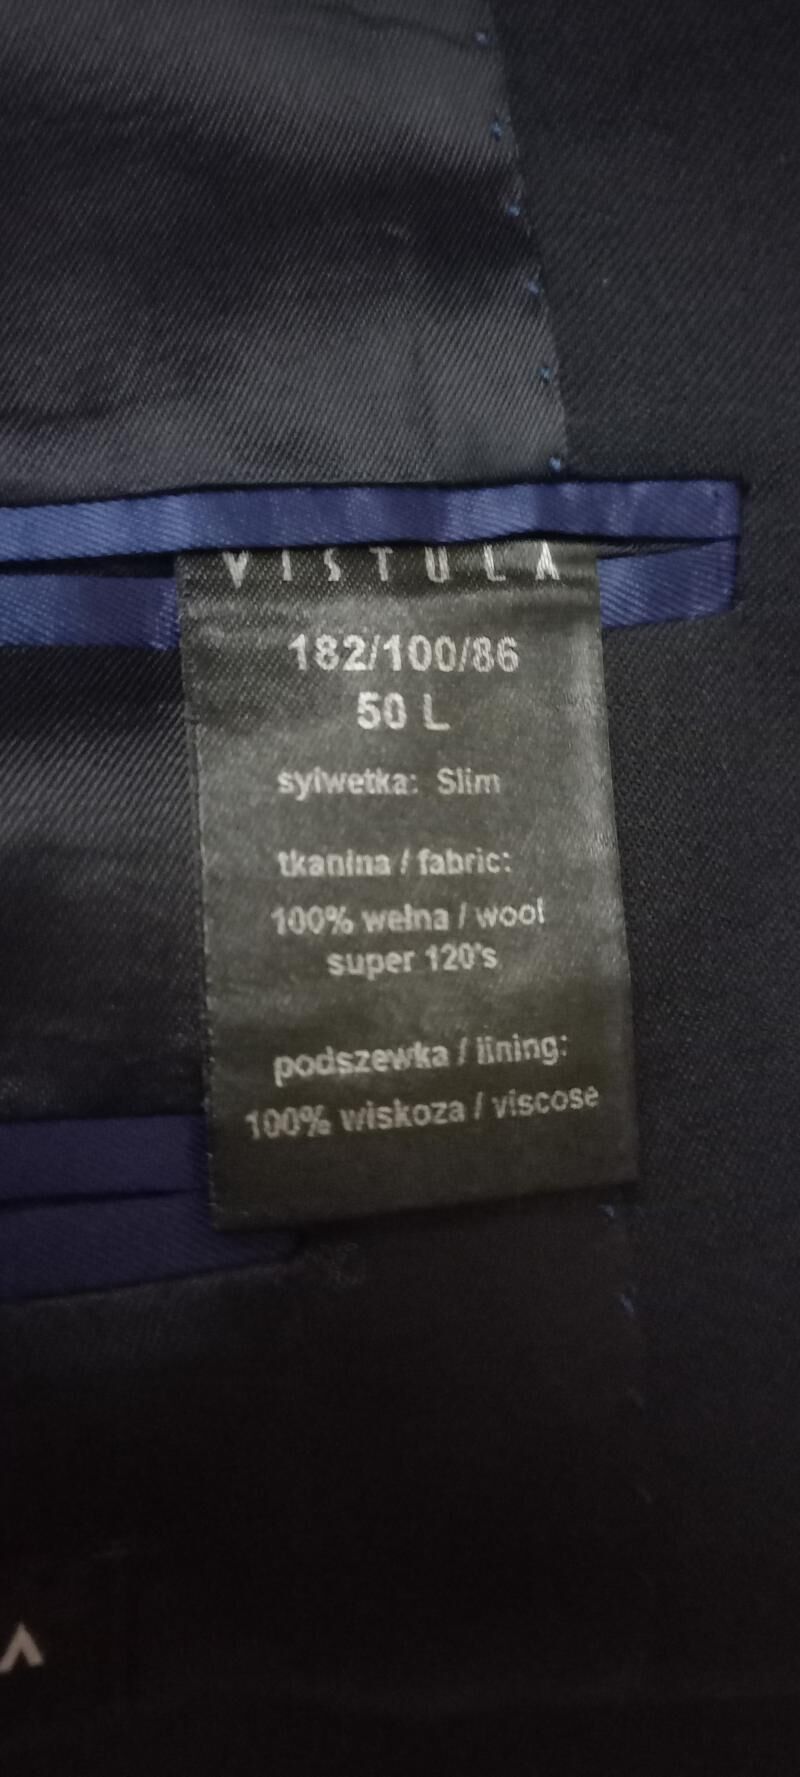 VISTULA
182/100/86
50 L
sylwetka: Slim
tkanina / fabric:
100% wełna / wool
super 120's
podszewka / lining:
100% wiskoza / viscose